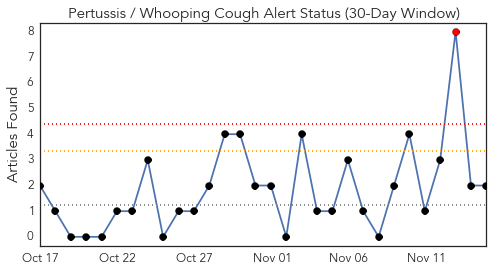 Pertussis / Whooping Cough Alert Status (30-Day Window)
Articles Found
8
7
6
5
4
3
2
1
0
Oct 17
Oct 22
Oct 27
Nov 01
Nov 06
Nov 11